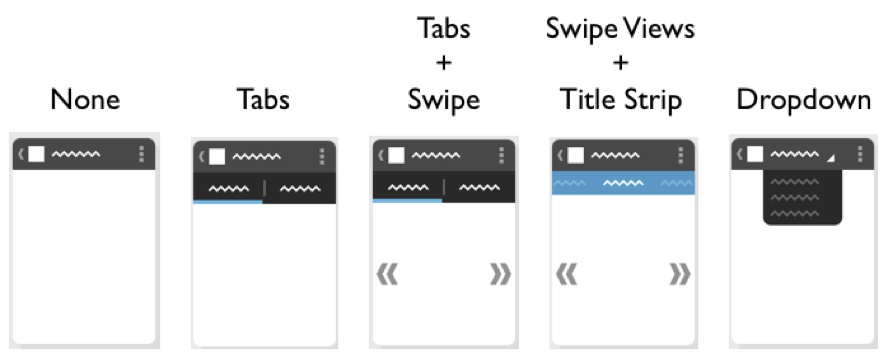 None
Tabs
Tabs
+
Swipe
Swipe Views
+
Title Strip
Dropdown